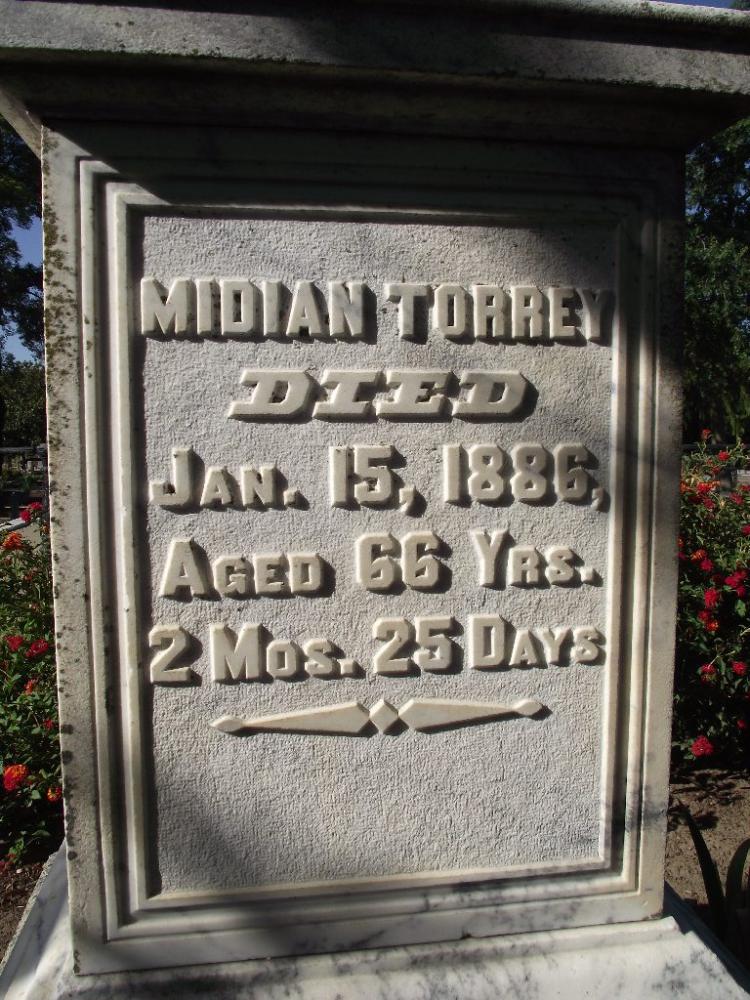 MIDIAN TORREY
DIED
JAN. 15, 1886,
AGED 66 YRS.
2 MOS. 25 DAYS